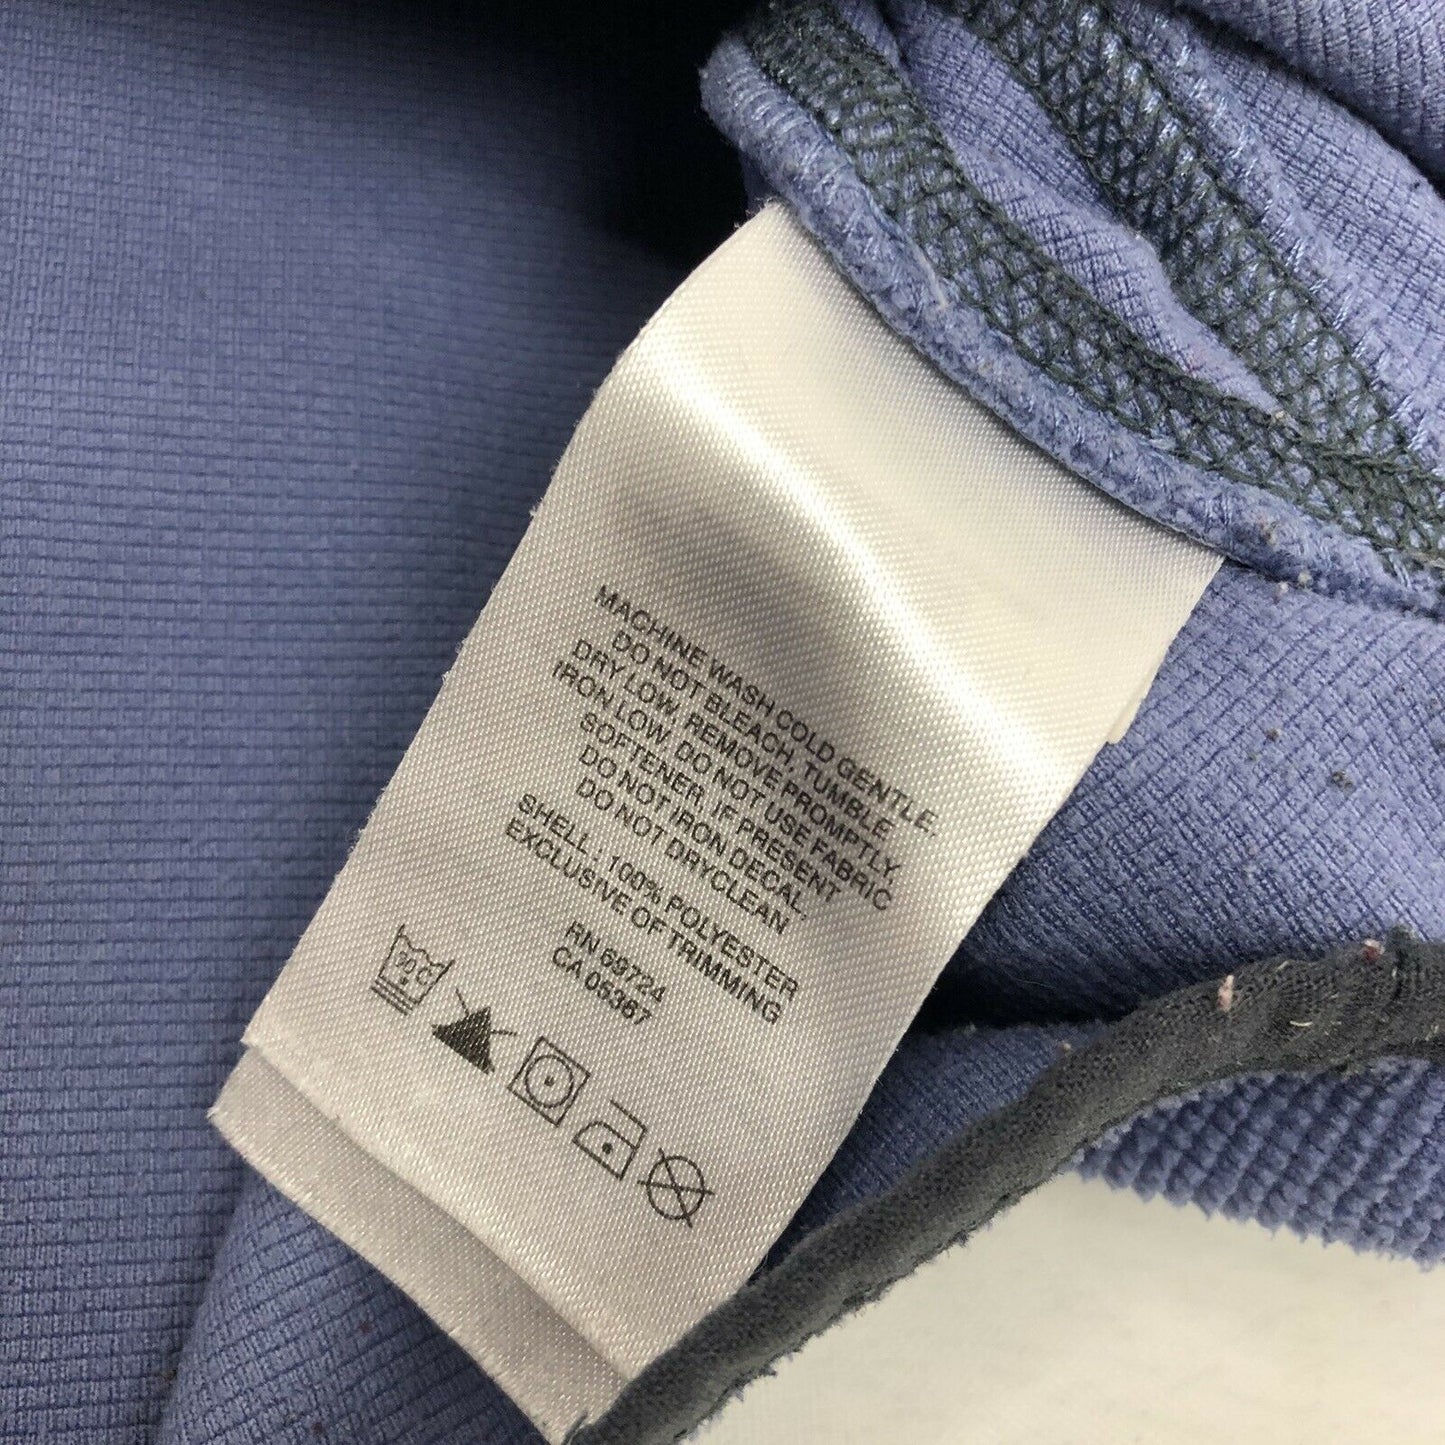 MACHINE WASH COLD GENTLE,
DO NOT BLEACH, TUMBLE
DRY LOW, REMOVE PROMPTLY,
IRON LOW, DO NOT USE FABRIC
SOFTENER, IF PRESENT
DO NOT IRON DECAL,
DO NOT DRYCLEAN
SHELL: 100% POLYESTER
EXCLUSIVE OF TRIMMING
RN 69724
CA 05367
30C